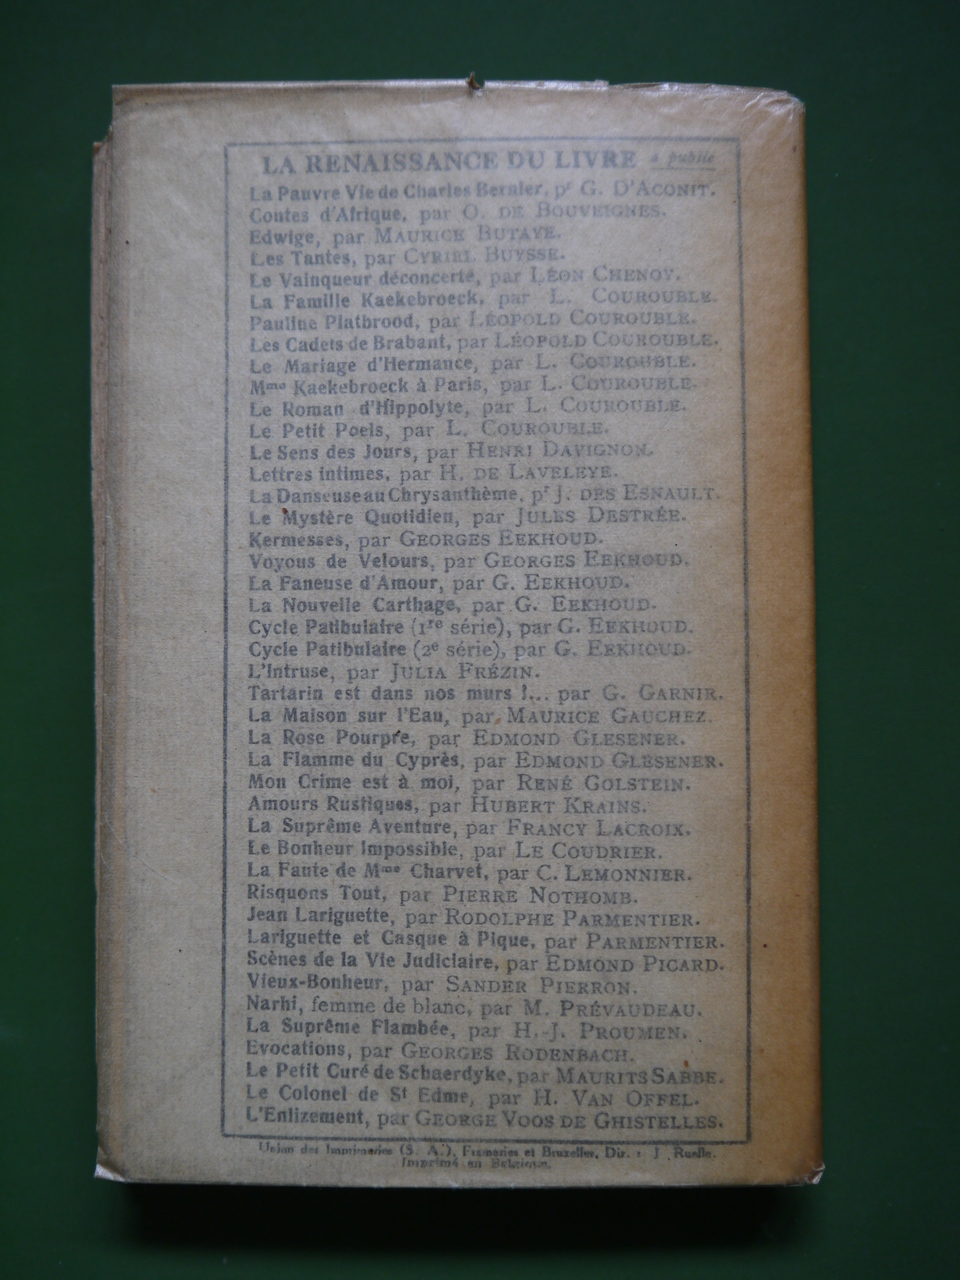 LA RENAISSANCE DU LIVRE a publié
La Pauvre Vie de Charles Bernier, pr G. D'ACONIT.
Contes d'Afrique, par O. DE BOUVEIGNES.
Edwige, par MAURICE BUTAYE.
Les Tantes, par CYRIEL BUYSSE.
Le Vainqueur déconcerté, par LÉON CHENOY.
La Famille Kaekebroeck, par L. COUROUBLE.
Pauline Platbrood, par LÉOPOLD COUROUBLE.
Les Cadets de Brabant, par LÉOPOLD COUROUBLE.
Le Mariage d'Hermance, par L. COUROUBLE.
Mme Kaekebroeck à Paris, par L. COUROUBLE.
Le Roman d'Hippolyte, par L. COUROUBLE.
Le Petit Poels, par L. COUROUBLE.
Le Sens des Jours, par HENRI DAVIGNON.
Lettres intimes, par H. DE LAVELEYE.
La Danseuse au Chrysanthème, pr J. DES ESNAULT.
Le Mystère Quotidien, par JULES DESTRÉE.
Kermesses, par GEORGES EEKHOUD.
Voyous de Velours, par GEORGES EEKHOUD.
La Faneuse d'Amour, par G. EEKHOUD.
La Nouvelle Carthage, par G. EEKHOUD.
Cycle Patibulaire (1re série), par G. EEKHOUD.
Cycle Patibulaire (2e série), par G. EEKHOUD.
L'Intruse, par JULIA FRÉZIN.
Tartarin est dans nos murs !... par G. GARNIR.
La Maison sur l'Eau, par MAURICE GAUCHEZ.
La Rose Pourpre, par EDMOND GLESENER.
La Flamme du Cyprès, par EDMOND GLESENER.
Mon Crime est à moi, par RENÉ GOLSTEIN.
Amours Rustiques, par HUBERT KRAINS.
La Suprême Aventure, par FRANCY LACROIX.
Le Bonheur Impossible, par LE COUDRIER.
La Faute de Mme Charvet, par C. LEMONNIER.
Risquons Tout, par PIERRE NOTHOMB.
Jean Lariguette, par RODOLPHE PARMENTIER.
Lariguette et Casque à Pique, par PARMENTIER.
Scènes de la Vie Judiciaire, par EDMOND PICARD.
Vieux-Bonheur, par SANDER PIERRON.
Narhi, femme de blanc, par M. PRÉVAUDEAU.
La Suprême Flambée, par H.-J. PROUMEN.
Evocations, par GEORGES RODENBACH.
Le Petit Curé de Schaerdyke, par MAURITS SABBE.
Le Colonel de St Edme, par H. VAN OFFEL.
L'Enlizement, par GEORGE VOOS DE GHISTELLES.
Union des Imprimeries (S. A.), Frameries et Bruxelles, Dir. : J. Ruelle.
Imprimé en Belgique.